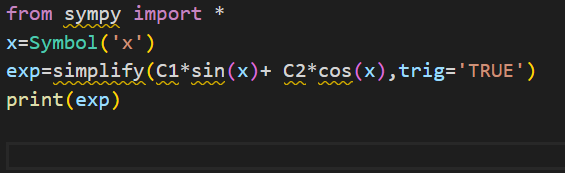 from sympy import *
x=Symbol('x')
exp=simplify(C1*sin(x)+ C2*cos(x),trig='TRUE')
print(exp)